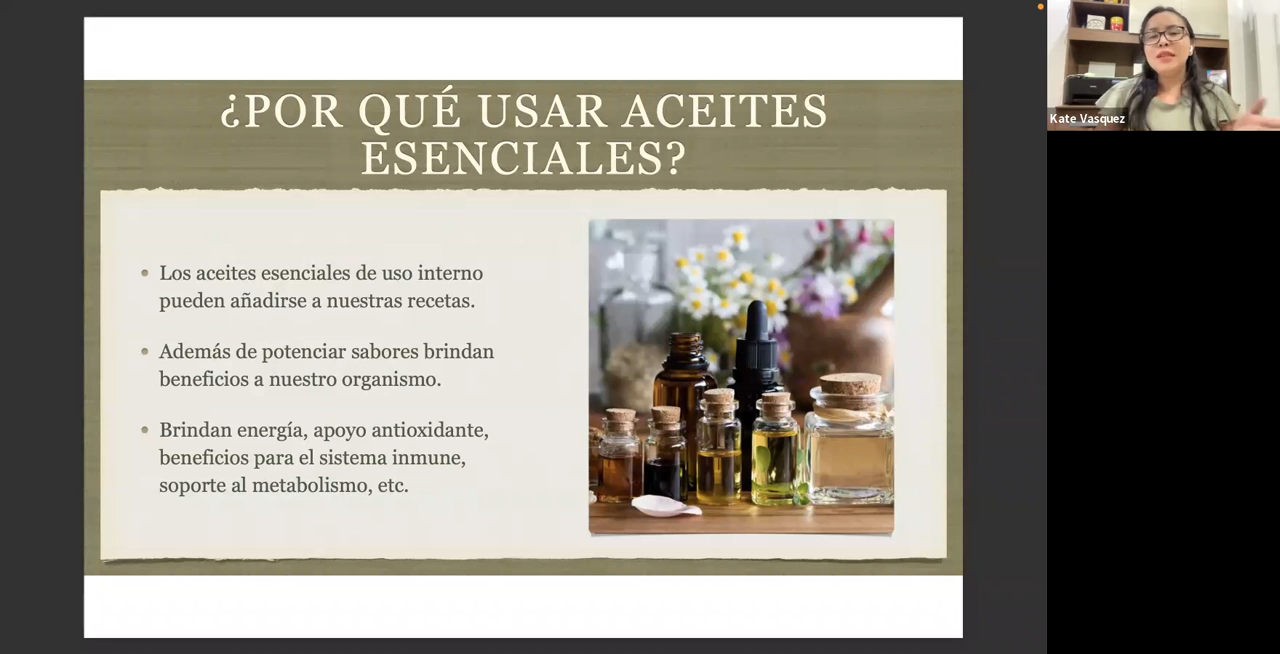 ¿POR QUÉ USAR ACEITES
ESENCIALES?
Los aceites esenciales de uso interno
pueden añadirse a nuestras recetas.
Además de potenciar sabores brindan
beneficios a nuestro organismo.
Brindan energía, apoyo antioxidante,
beneficios para el sistema inmune,
soporte al metabolismo, etc.
Kate Vasquez